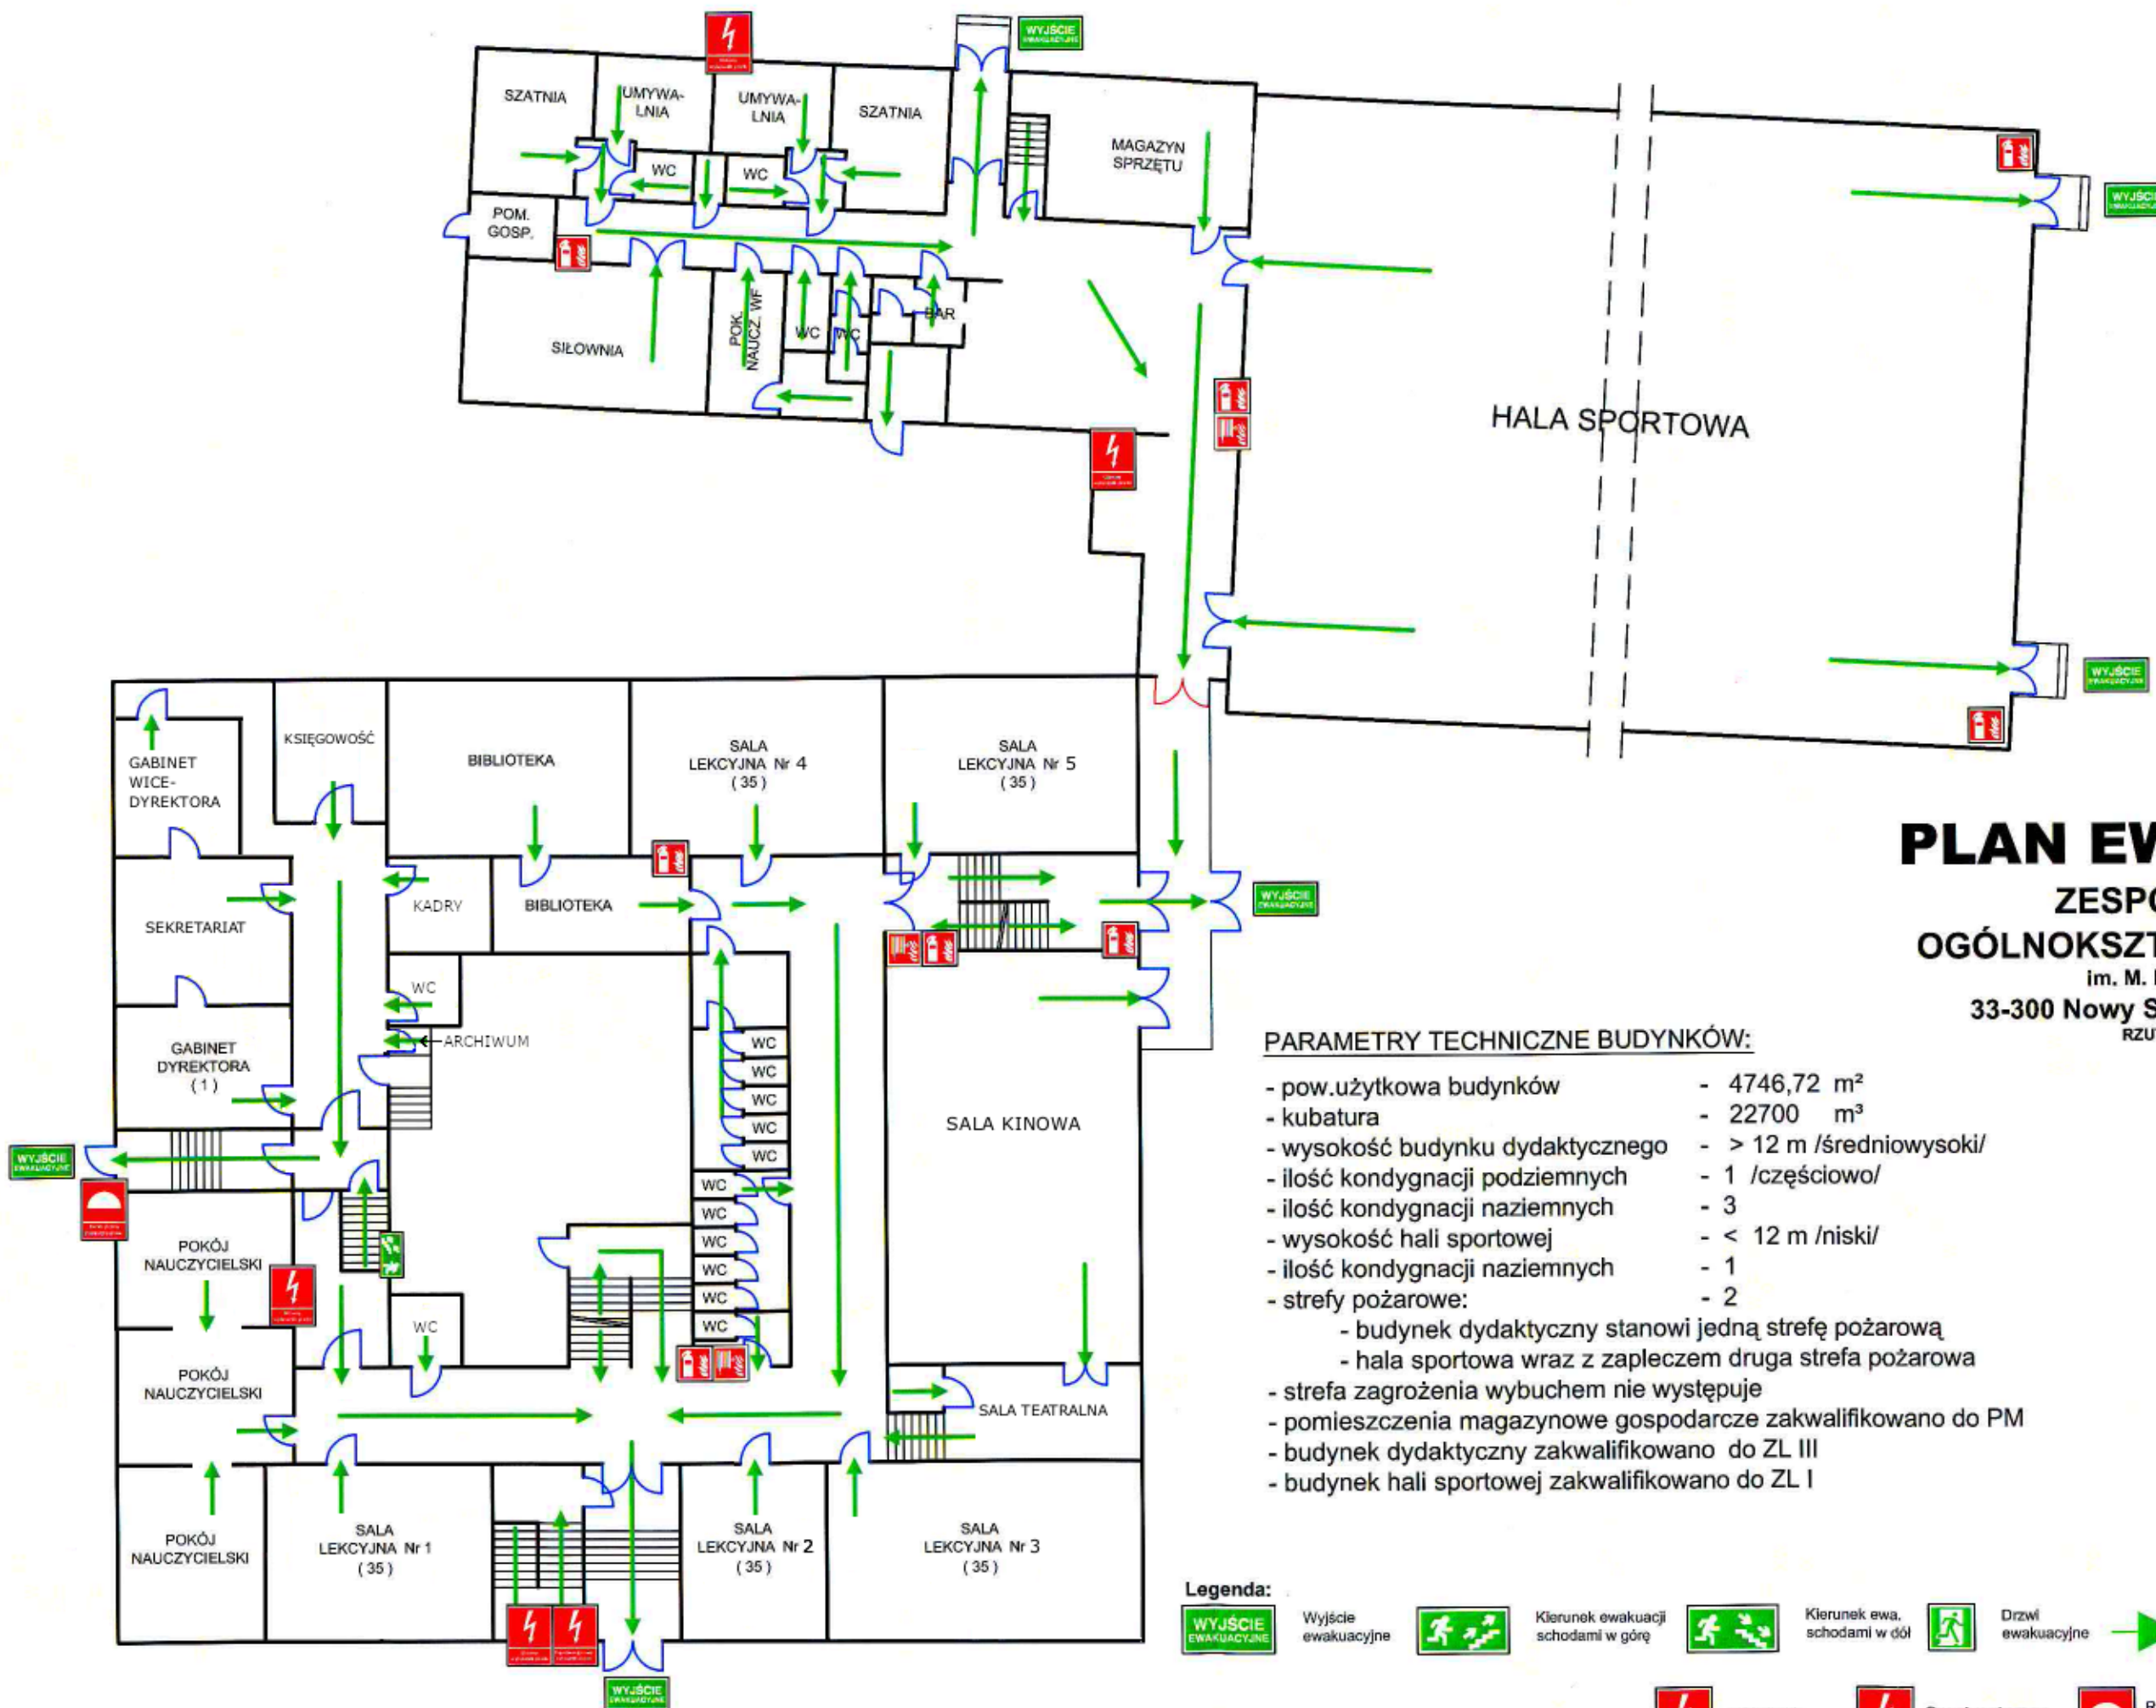 WYJŚCIE
EWAKUACYJNE
SZATNIA
UMYWA-
LNIA
UMYWA-
LNIA
SZATNIA
MAGAZYN
SPRZĘTU
WC
WC
POM.
GOSP.
WYJŚCIE
EWAKUACYJNE
SIŁOWNIA
POK.
NAUCZ. WF
WC
WC
BAR
HALA SPORTOWA
WYJŚCIE
EWAKUACYJNE
GABINET
WICE-
DYREKTORA
KSIĘGOWOŚĆ
BIBLIOTEKA
SALA
LEKCYJNA Nr 4
(35)
SALA
LEKCYJNA Nr 5
(35)
PLAN EW
ZESPO
OGÓLNOKSZT
im. M.
33-300 Nowy S
RZU
SEKRETARIAT
KADRY
BIBLIOTEKA
WYJŚCIE
EWAKUACYJNE
WC
ARCHIWUM
GABINET
DYREKTORA
(1)
WC
WC
WC
WC
WC
SALA KINOWA
WYJŚCIE
EWAKUACYJNE
WC
WC
WC
WC
WC
WC
POKÓJ
NAUCZYCIELSKI
WC
POKÓJ
NAUCZYCIELSKI
SALA TEATRALNA
POKÓJ
NAUCZYCIELSKI
SALA
LEKCYJNA Nr 1
(35)
SALA
LEKCYJNA Nr 2
(35)
SALA
LEKCYJNA Nr 3
(35)
WYJŚCIE
EWAKUACYJNE
PARAMETRY TECHNICZNE BUDYNKÓW:
- pow.użytkowa budynków - 4746,72 m²
- kubatura - 22700 m³
- wysokość budynku dydaktycznego - > 12 m /średniowysoki/
- ilość kondygnacji podziemnych - 1 /częściowo/
- ilość kondygnacji naziemnych - 3
- wysokość hali sportowej - < 12 m /niski/
- ilość kondygnacji naziemnych - 1
- strefy pożarowe: - 2
- budynek dydaktyczny stanowi jedną strefę pożarową
- hala sportowa wraz z zapleczem druga strefa pożarowa
- strefa zagrożenia wybuchem nie występuje
- pomieszczenia magazynowe gospodarcze zakwalifikowano do PM
- budynek dydaktyczny zakwalifikowano do ZL III
- budynek hali sportowej zakwalifikowano do ZL I
Legenda:
WYJŚCIE
EWAKUACYJNE
Wyjście
ewakuacyjne
Kierunek ewakuacji
schodami w górę
Kierunek ewa.
schodami w dół
Drzwi
ewakuacyjne